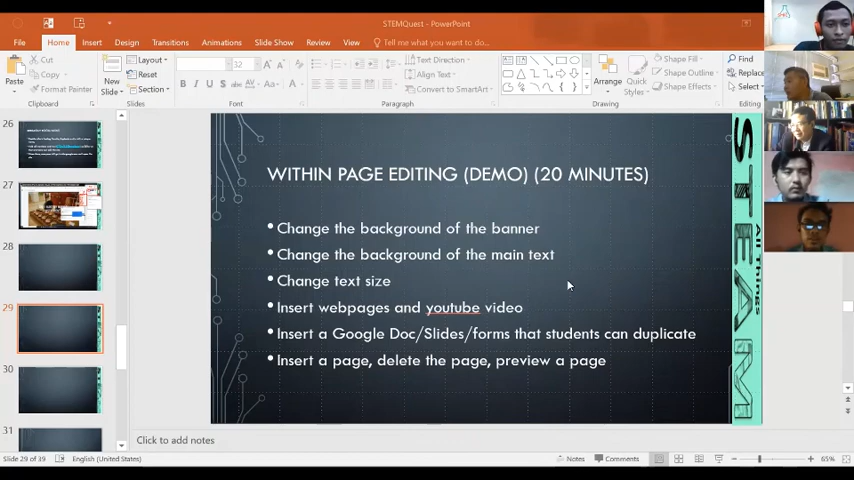 STEMQuest - PowerPoint
File Home Insert Design Transitions Animations Slide Show Review View Tell me what you want to do...
Paste
Cut
Copy
Format Painter
Clipboard
New Slide
Layout
Reset
Section
Slides
32
B I U S abc AV Aa A
Font
Text Direction
Align Text
Convert to SmartArt
Paragraph
Arrange
Quick Styles
Shape Fill
Shape Outline
Shape Effects
Drawing
Find
Replace
Select
Editing
26
27
28
29
30
31
WITHIN PAGE EDITING (DEMO) (20 MINUTES)
• Change the background of the banner
• Change the background of the main text
• Change text size
• Insert webpages and youtube video
• Insert a Google Doc/Slides/forms that students can duplicate
• Insert a page, delete the page, preview a page
STEAM
All Things
Click to add notes
Slide 29 of 39 English (United States) Notes Comments 65%